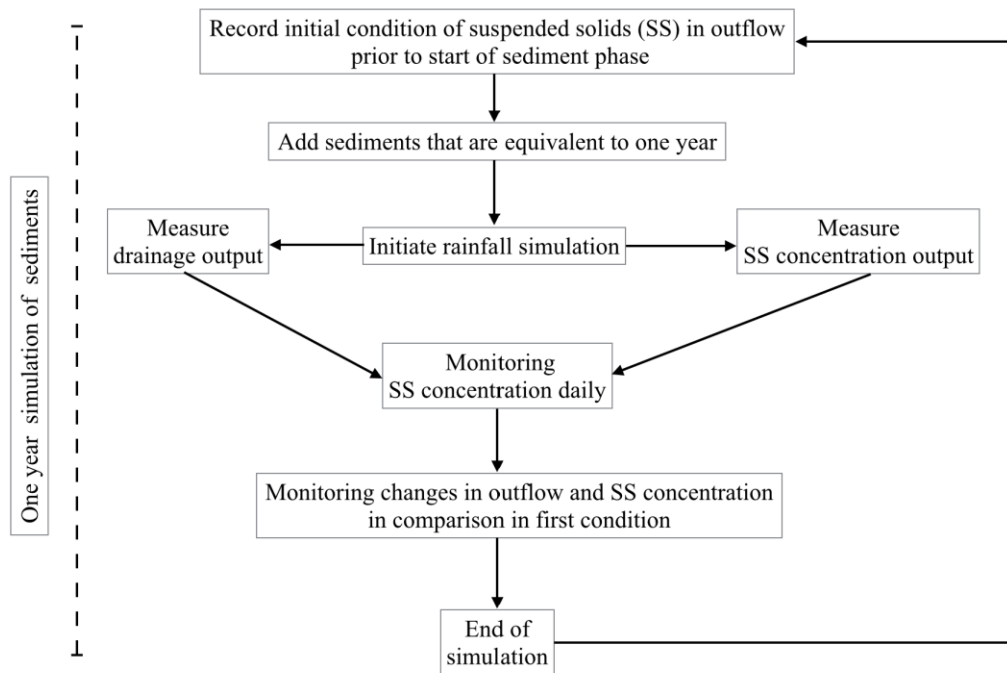 Record initial condition of suspended solids (SS) in outflow
prior to start of sediment phase
Add sediments that are equivalent to one year
One year simulation of sediments
Measure
drainage output
Initiate rainfall simulation
Measure
SS concentration output
Monitoring
SS concentration daily
Monitoring changes in outflow and SS concentration
in comparison in first condition
End of
simulation